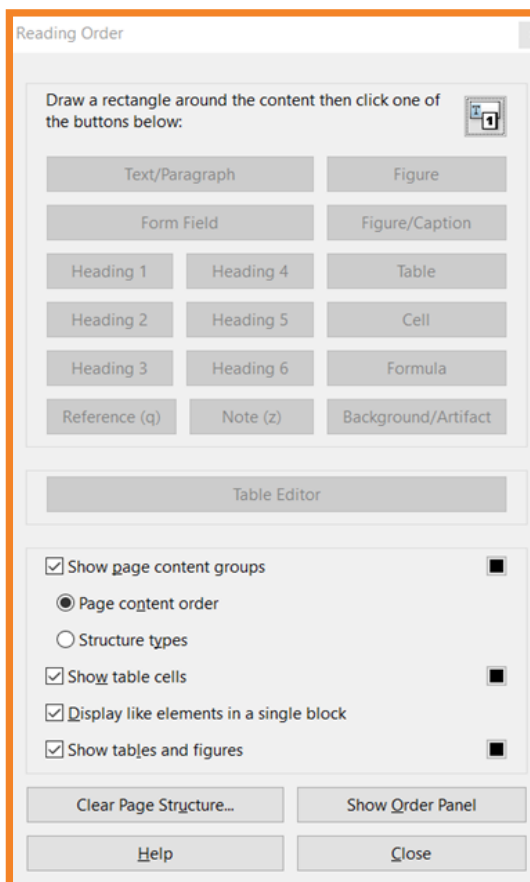 Reading Order
Draw a rectangle around the content then click one of
the buttons below:
Text/Paragraph Figure
Form Field Figure/Caption
Heading 1 Heading 4 Table
Heading 2 Heading 5 Cell
Heading 3 Heading 6 Formula
Reference (q) Note (z) Background/Artifact
Table Editor
Show page content groups
Page content order
Structure types
Show table cells
Display like elements in a single block
Show tables and figures
Clear Page Structure... Show Order Panel
Help Close